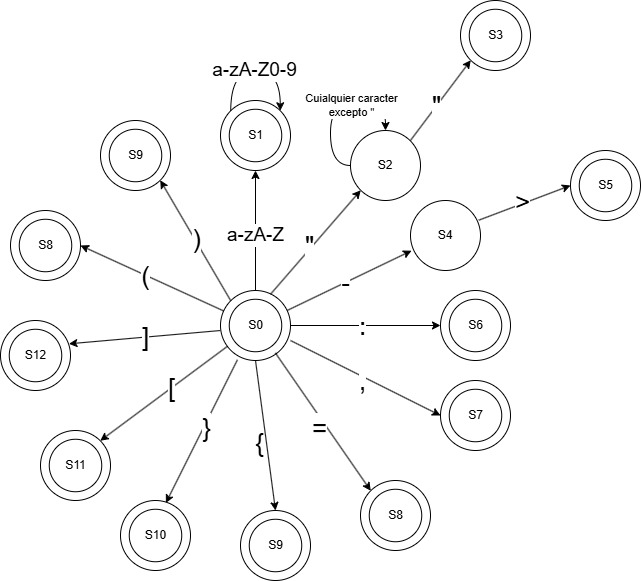 S3
"
a-zA-Z0-9
Cuialquier caracter
excepto "
S1
S2
S9
>
S5
)
a-zA-Z
"
S4
S8
(
-
S12
]
S0
:
S6
[
,
S7
}
{
=
S11
S10
S9
S8